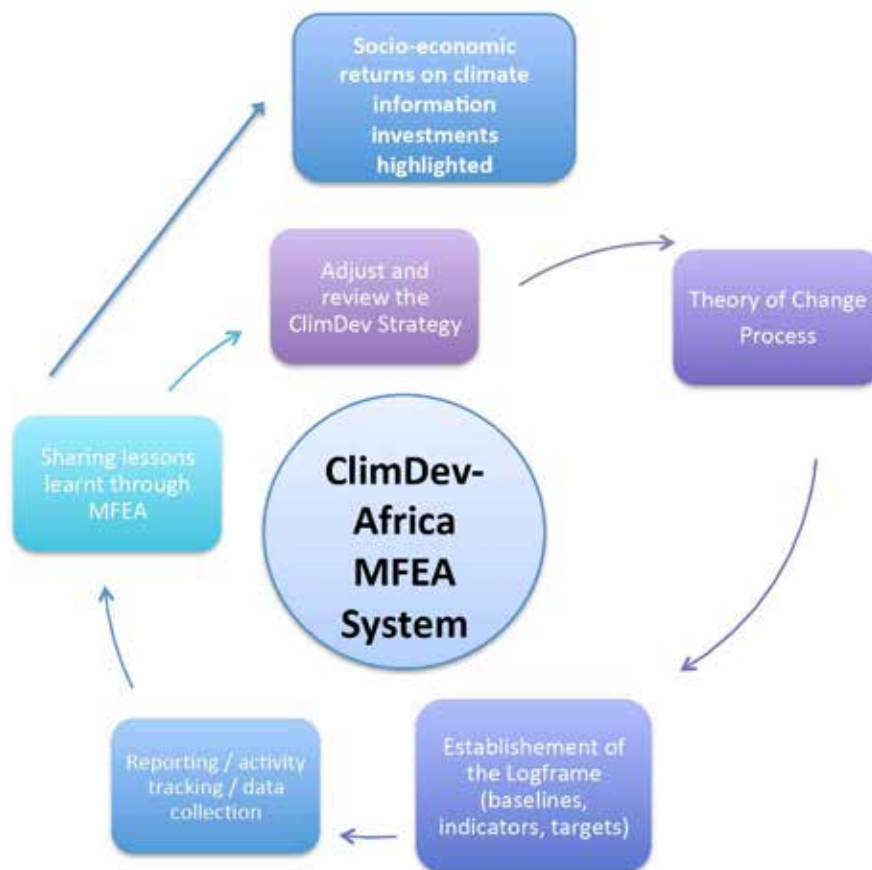 Socio-economic
returns on climate
information
investments
highlighted
Adjust and
review the
ClimDev Strategy
Theory of Change
Process
Sharing lessons
learnt through
MFEA
ClimDev-
Africa
MFEA
System
Establishement of
the Logframe
(baselines,
indicators, targets)
Reporting / activity
tracking / data
collection